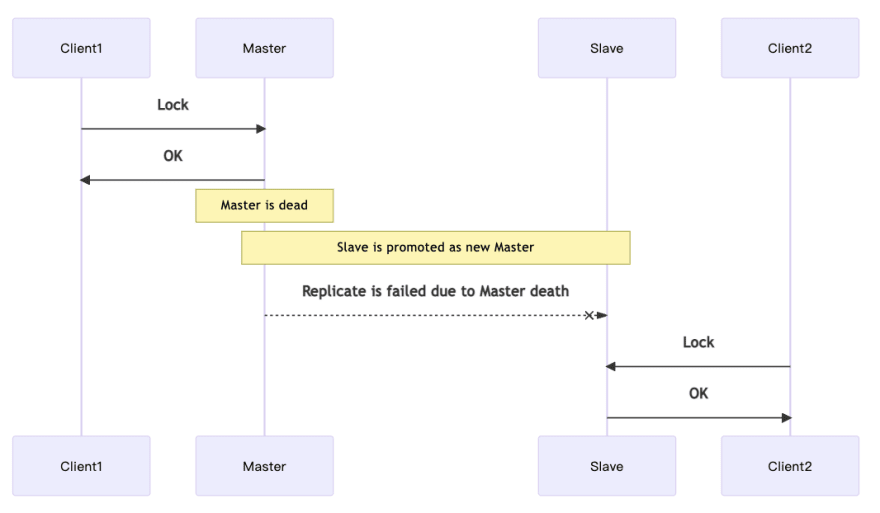 Client1
Master
Slave
Client2
Lock
OK
Master is dead
Slave is promoted as new Master
Replicate is failed due to Master death
Lock
OK
Client1
Master
Slave
Client2